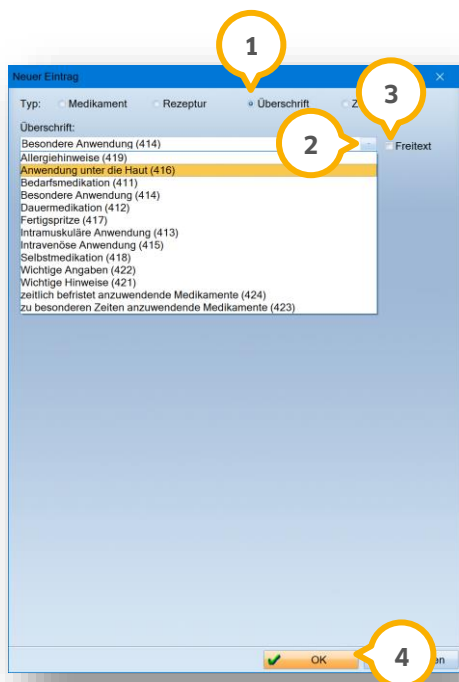 1
Neuer Eintrag
Typ: Medikament Rezeptur Überschrift Z 3
Überschrift:
Besondere Anwendung (414) 2 Freitext
Allergiehinweise (419)
Anwendung unter die Haut (416)
Bedarfsmedikation (411)
Besondere Anwendung (414)
Dauermedikation (412)
Fertigspritze (417)
Intramuskuläre Anwendung (413)
Intravenöse Anwendung (415)
Selbstmedikation (418)
Wichtige Angaben (422)
Wichtige Hinweise (421)
zeitlich befristet anzuwendende Medikamente (424)
zu besonderen Zeiten anzuwendende Medikamente (423)
OK 4 en